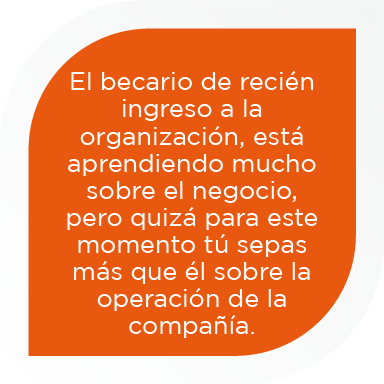 El becario de recién
ingreso a la
organización, está
aprendiendo mucho
sobre el negocio,
pero quizá para este
momento tú sepas
más que él sobre la
operación de la
compañía.